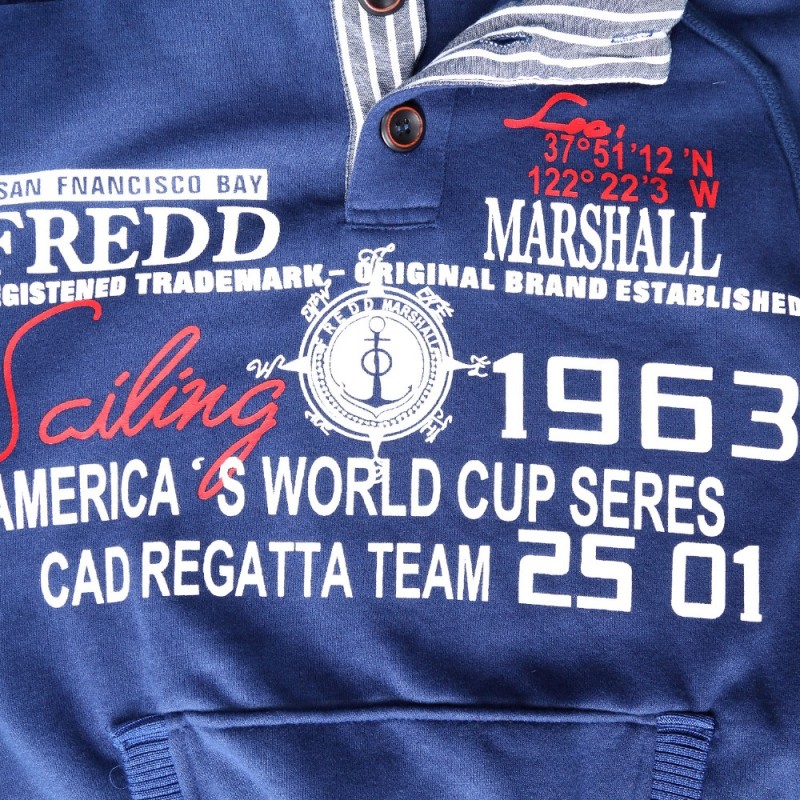 Loc:
37°51'12 'N
122° 22'3 W
SAN FNANCISCO BAY
FREDD MARSHALL
EGISTENED TRADEMARK - ORIGINAL BRAND ESTABLISHED
FREDD MARSHALL
Sailing 1963
AMERICA 'S WORLD CUP SERES
CAD REGATTA TEAM 25 01